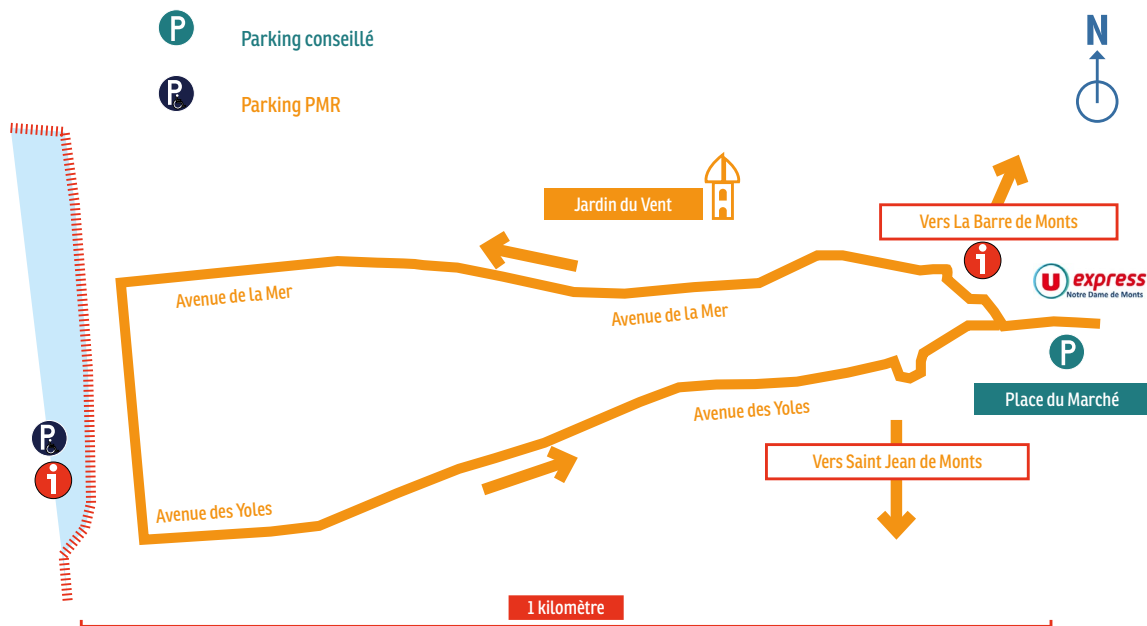 P
Parking conseillé
N
P
Parking PMR
Jardin du Vent
Vers La Barre de Monts
i
U express
Notre Dame de Monts
Avenue de la Mer
Avenue de la Mer
P
Place du Marché
Avenue des Yoles
P
i
Vers Saint Jean de Monts
Avenue des Yoles
1 kilomètre